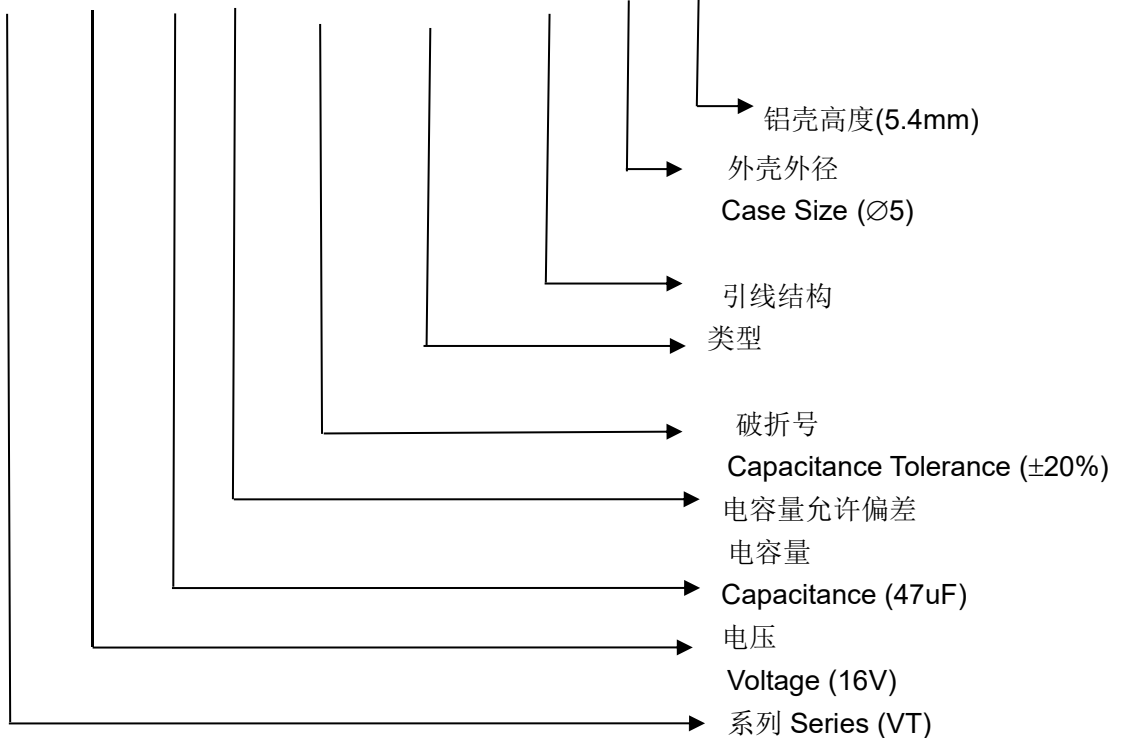 铝壳高度(5.4mm)
外壳外径
Case Size (∅5)
引线结构
类型
破折号
Capacitance Tolerance (±20%)
电容量允许偏差
电容量
Capacitance (47uF)
电压
Voltage (16V)
系列 Series (VT)